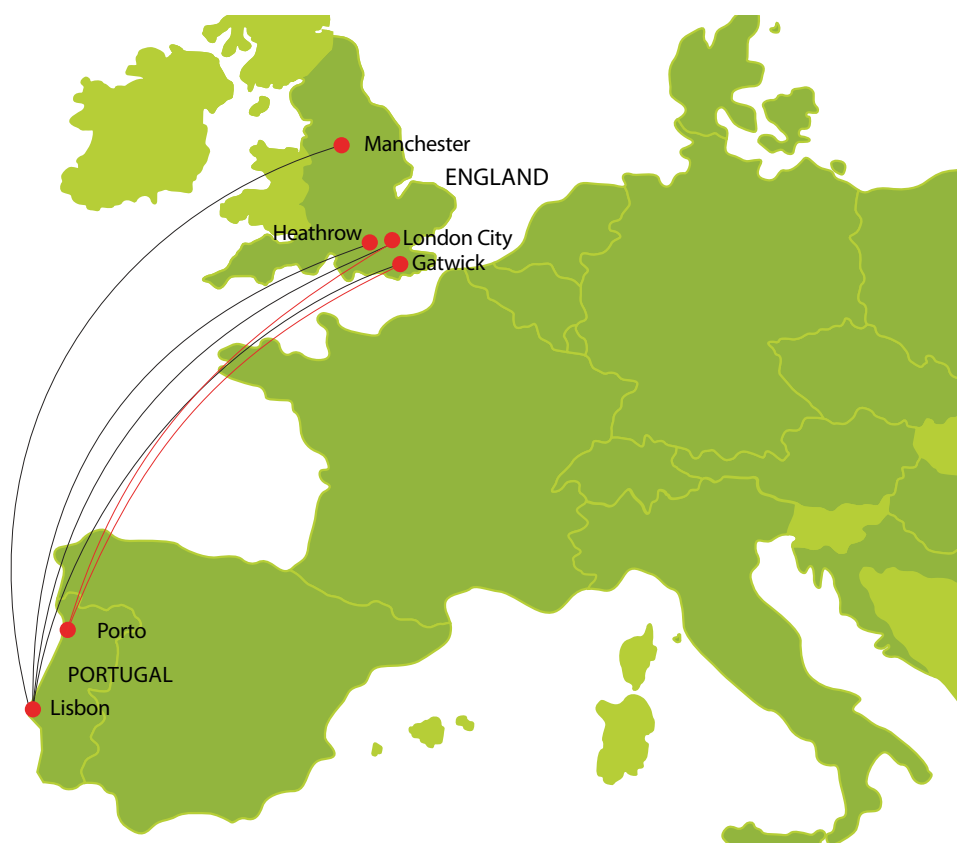 Manchester
ENGLAND
Heathrow
London City
Gatwick
Porto
PORTUGAL
Lisbon